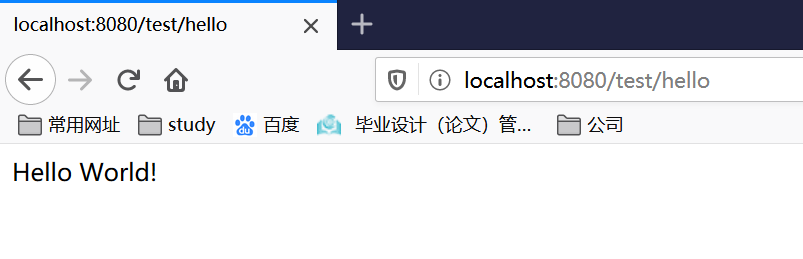 localhost:8080/test/hello
localhost:8080/test/hello
常用网址 study 百度 毕业设计（论文）管... 公司
Hello World!